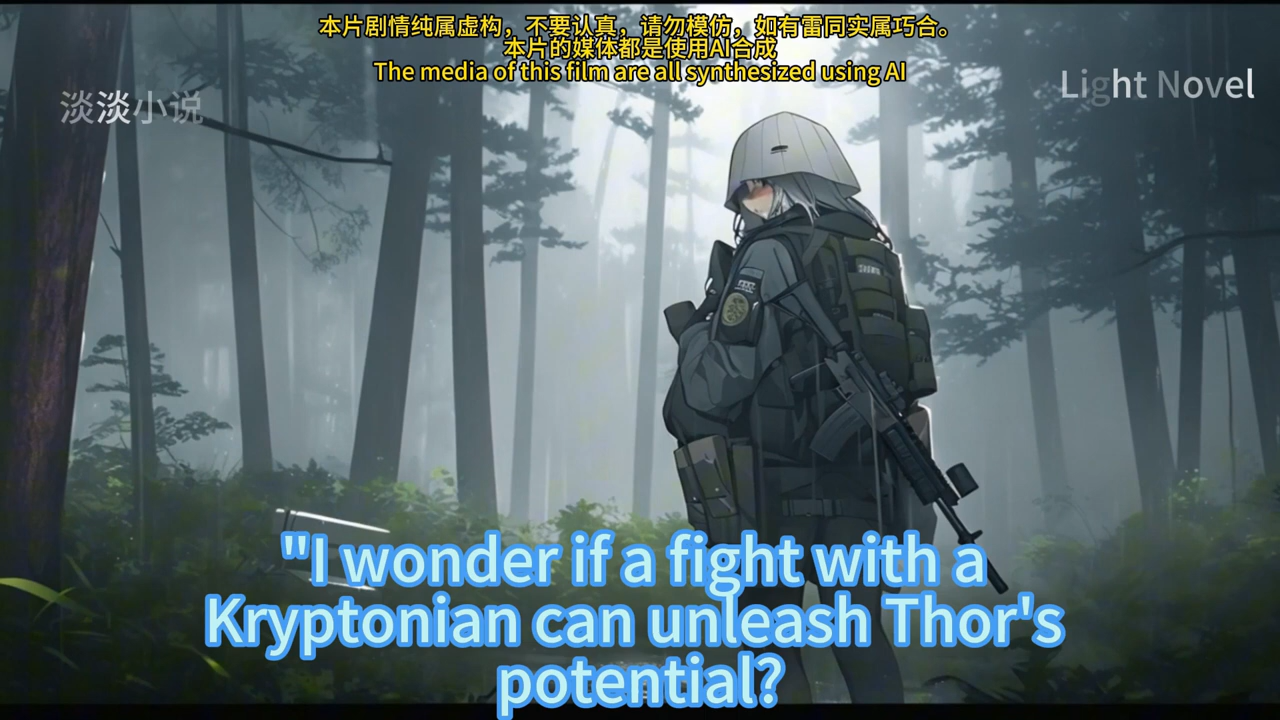 本片剧情纯属虚构，不要认真，请勿模仿，如有雷同实属巧合。
本片的媒体都是使用AI合成
The media of this film are all synthesized using AI
淡淡小说
Light Novel
"I wonder if a fight with a
Kryptonian can unleash Thor's
potential?